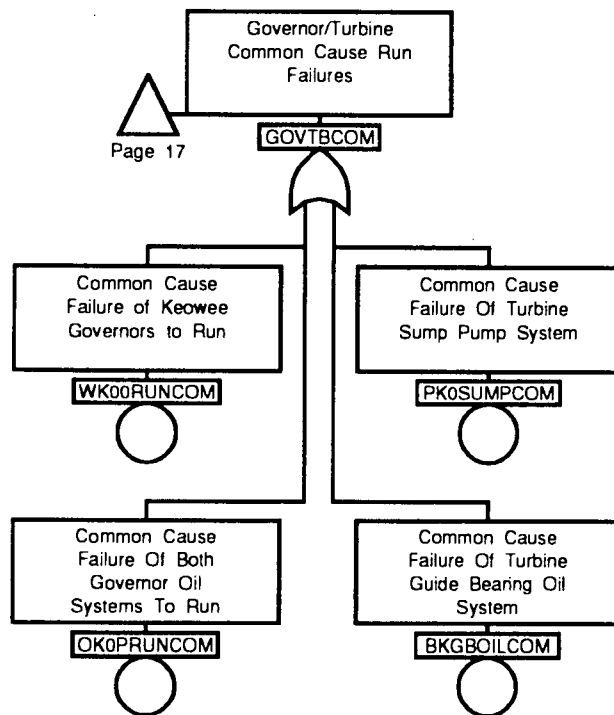 Governor/Turbine
Common Cause Run
Failures
Page 17
GOVTBCOM
Common Cause
Failure of Keowee
Governors to Run
WK00RUNCOM
Common Cause
Failure Of Turbine
Sump Pump System
PK0SUMPCOM
Common Cause
Failure Of Both
Governor Oil
Systems To Run
OK0PRUNCOM
Common Cause
Failure Of Turbine
Guide Bearing Oil
System
BKGBOILCOM